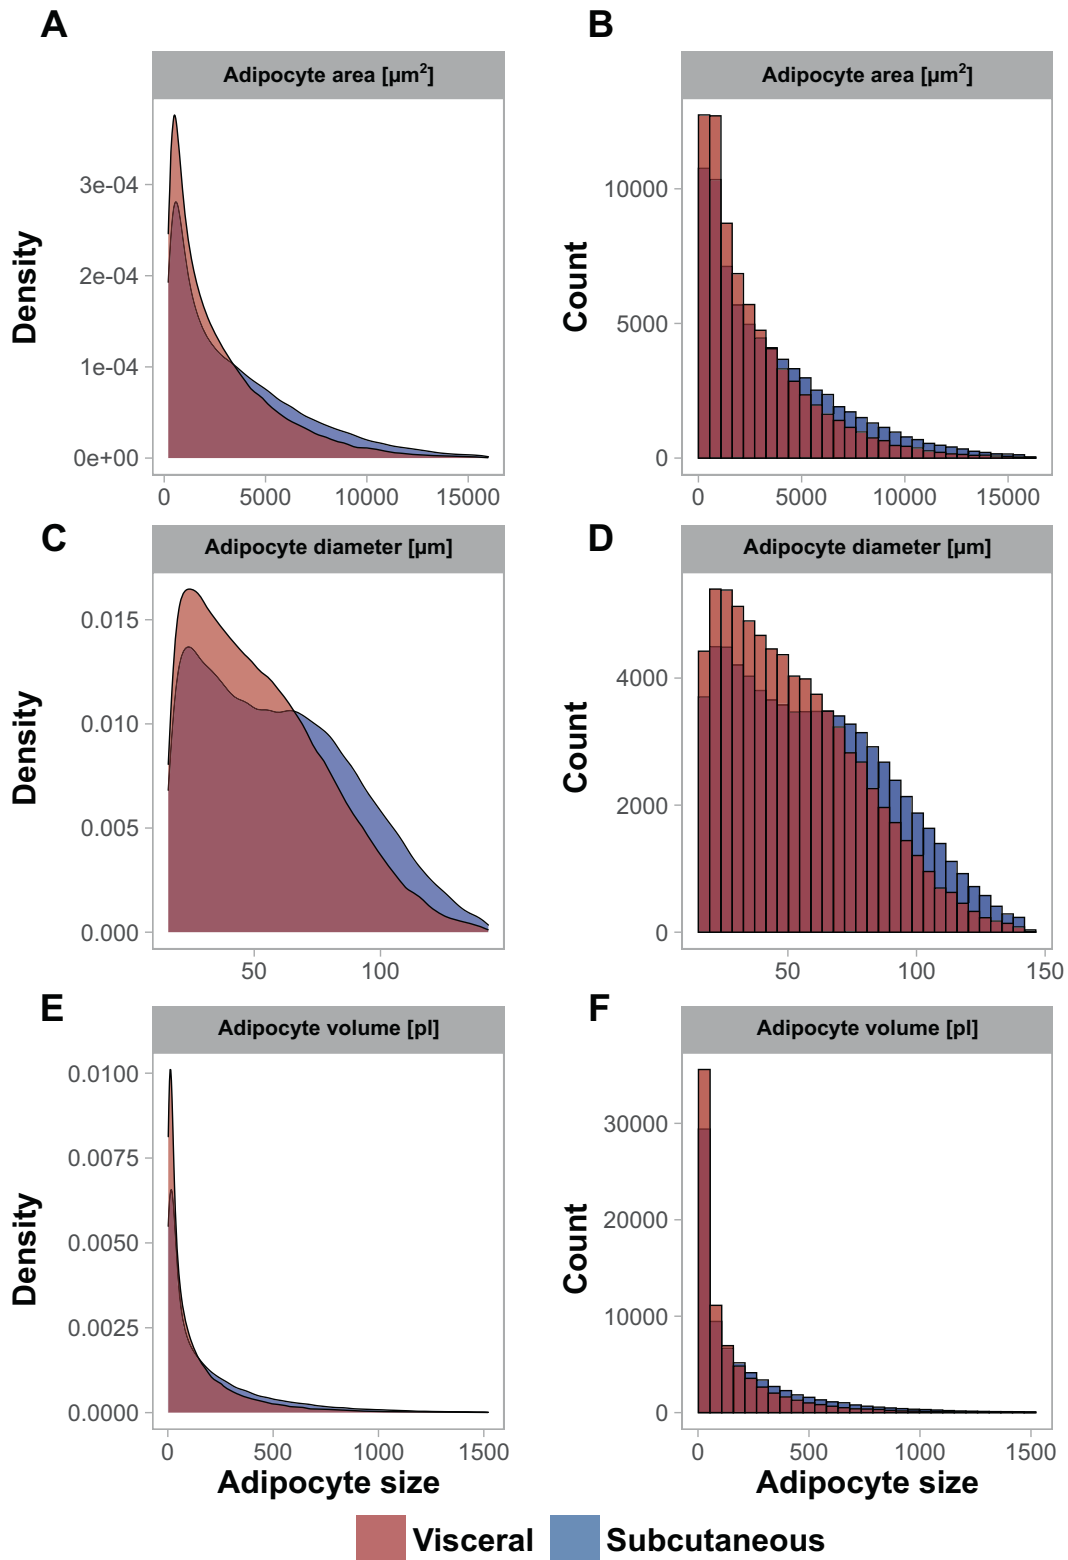 A
B
Adipocyte area [µm²]
Adipocyte area [µm²]
Density
3e-04
2e-04
1e-04
0e+00
0
5000
10000
15000
Count
10000
5000
0
0
5000
10000
15000
C
D
Adipocyte diameter [µm]
Adipocyte diameter [µm]
Density
0.015
0.010
0.005
0.000
50
100
Count
4000
2000
0
50
100
150
E
F
Adipocyte volume [pl]
Adipocyte volume [pl]
Density
0.0100
0.0075
0.0050
0.0025
0.0000
0
500
1000
1500
Adipocyte size
Count
30000
20000
10000
0
0
500
1000
1500
Adipocyte size
Visceral
Subcutaneous